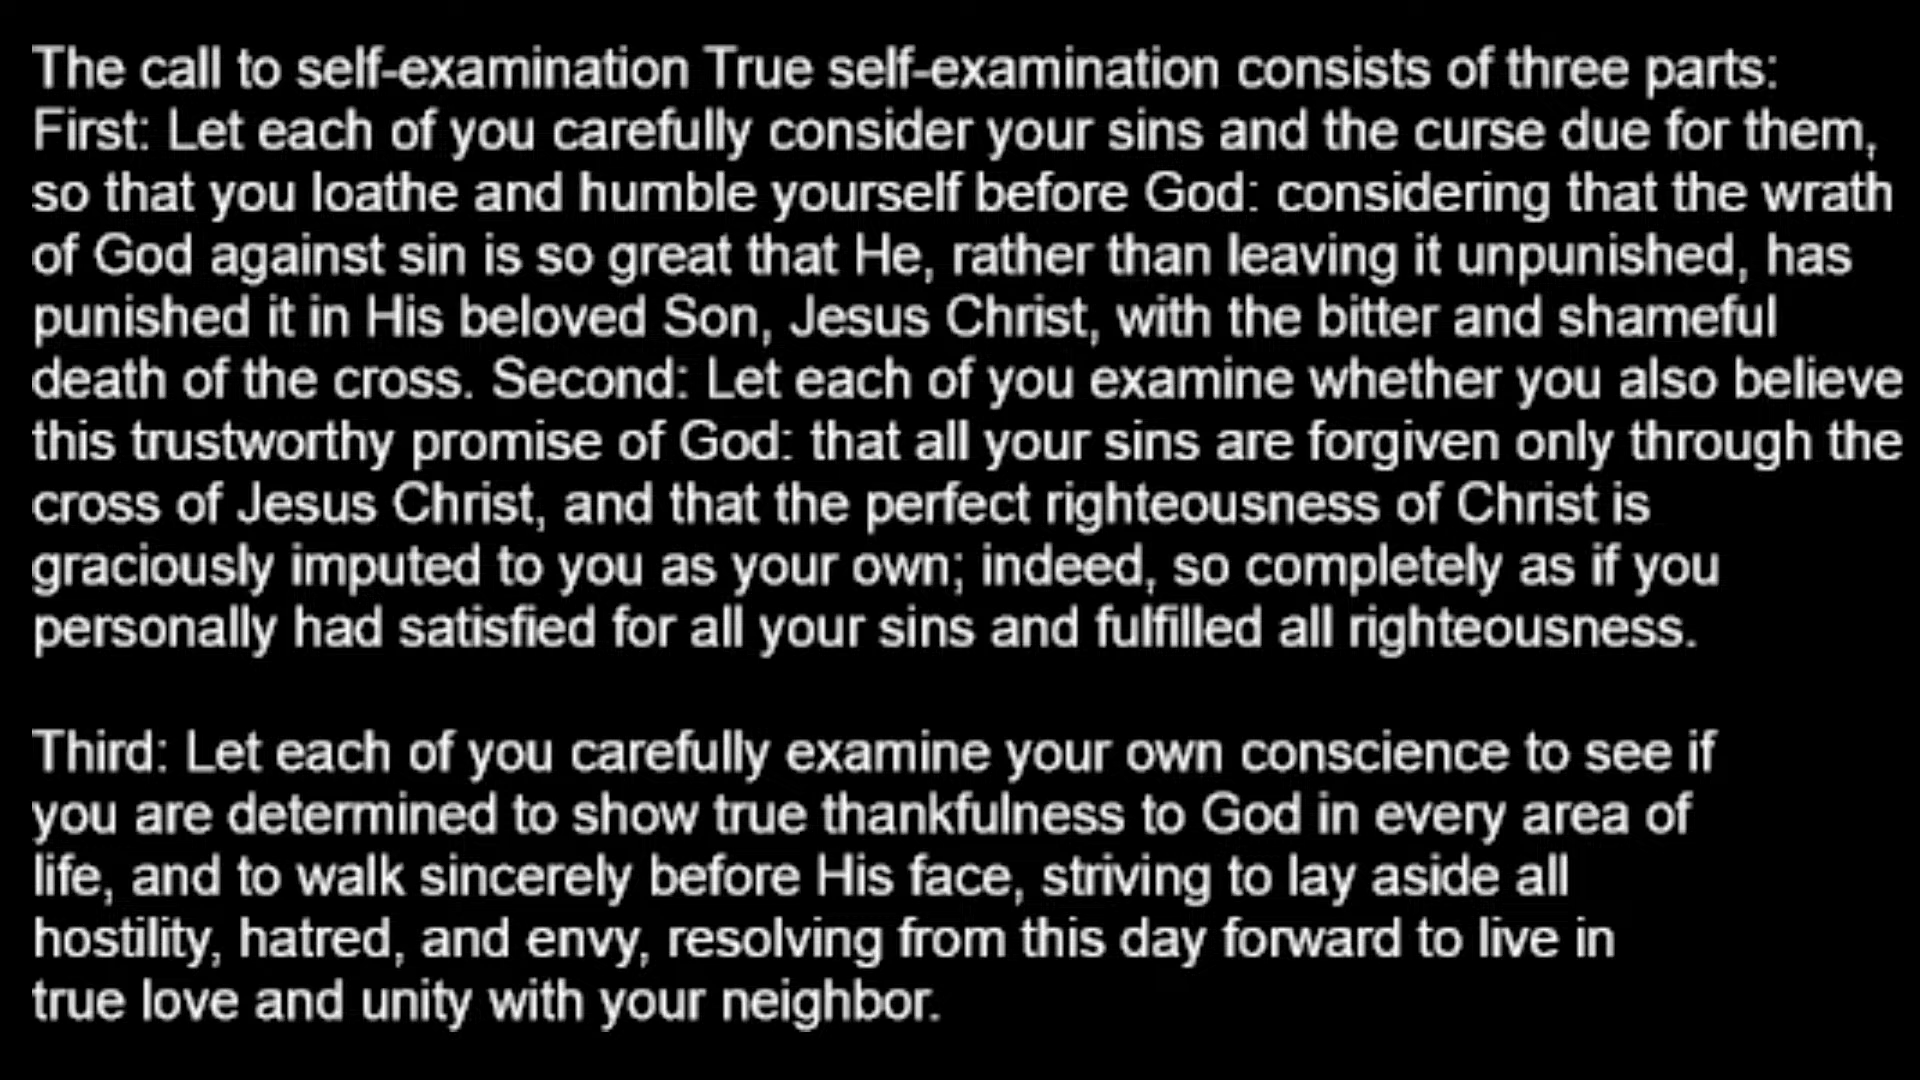 The call to self-examination True self-examination consists of three parts:
First: Let each of you carefully consider your sins and the curse due for them,
so that you loathe and humble yourself before God: considering that the wrath
of God against sin is so great that He, rather than leaving it unpunished, has
punished it in His beloved Son, Jesus Christ, with the bitter and shameful
death of the cross. Second: Let each of you examine whether you also believe
this trustworthy promise of God: that all your sins are forgiven only through the
cross of Jesus Christ, and that the perfect righteousness of Christ is
graciously imputed to you as your own; indeed, so completely as if you
personally had satisfied for all your sins and fulfilled all righteousness.
Third: Let each of you carefully examine your own conscience to see if
you are determined to show true thankfulness to God in every area of
life, and to walk sincerely before His face, striving to lay aside all
hostility, hatred, and envy, resolving from this day forward to live in
true love and unity with your neighbor.